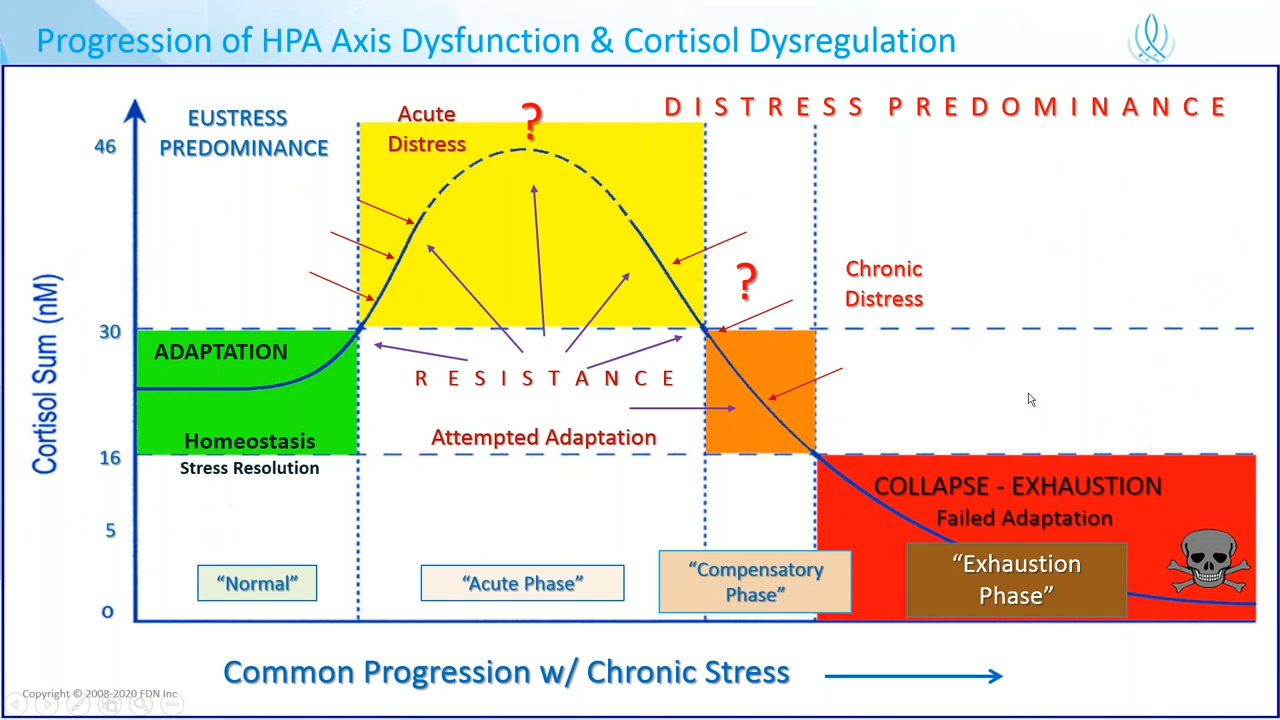 Progression of HPA Axis Dysfunction & Cortisol Dysregulation
EUSTRESS
PREDOMINANCE
Acute
Distress
?
DISTRESS PREDOMINANCE
46
30
16
5
0
Cortisol Sum (nM)
ADAPTATION
Homeostasis
Stress Resolution
RESISTANCE
Attempted Adaptation
?
Chronic
Distress
COLLAPSE - EXHAUSTION
Failed Adaptation
“Normal”
“Acute Phase”
“Compensatory
Phase”
“Exhaustion
Phase”
Common Progression w/ Chronic Stress
Copyright © 2008-2020 FDN Inc